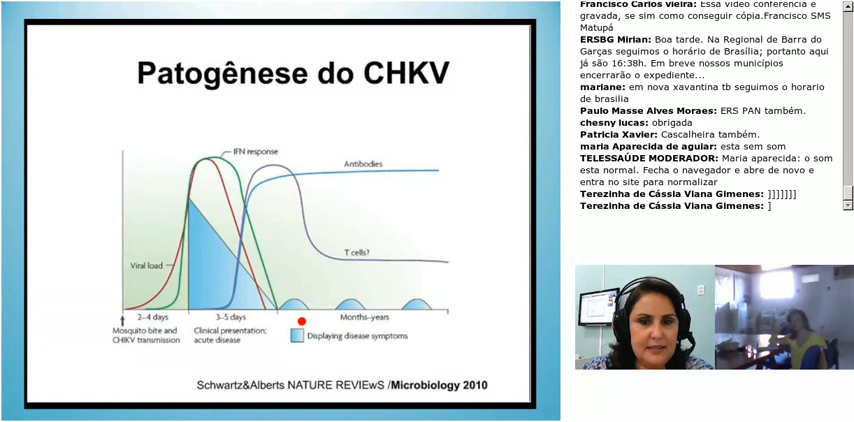 Patogênese do CHKV
IFN response
Antibodies
Viral load
T cells?
2–4 days
3–5 days
Months–years
Mosquito bite and
CHIKV transmission
Clinical presentation;
acute disease
Displaying disease symptoms
Schwartz&Alberts NATURE REVIEwS /Microbiology 2010
Francisco Carlos vieira: Essa video conferencia e
gravada, se sim como conseguir cópia.Francisco SMS
Matupá
ERSBG Mirian: Boa tarde. Na Regional de Barra do
Garças seguimos o horário de Brasília; portanto aqui
já são 16:38h. Em breve nossos municípios
encerrarão o expediente...
mariane: em nova xavantina tb seguimos o horario
de brasilia
Paulo Masse Alves Moraes: ERS PAN também.
chesny lucas: obrigada
Patricia Xavier: Cascalheira também.
maria Aparecida de aguiar: esta sem som
TELESSAÚDE MODERADOR: Maria aparecida: o som
esta normal. Fecha o navegador e abre de novo e
entra no site para normalizar
Terezinha de Cássia Viana Gimenes: ]]]]]]]
Terezinha de Cássia Viana Gimenes: ]